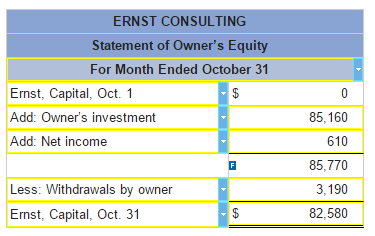 ERNST CONSULTING
Statement of Owner's Equity
For Month Ended October 31
Ernst, Capital, Oct. 1 $ 0
Add: Owner's investment 85,160
Add: Net income 610
F 85,770
Less: Withdrawals by owner 3,190
Ernst, Capital, Oct. 31 $ 82,580